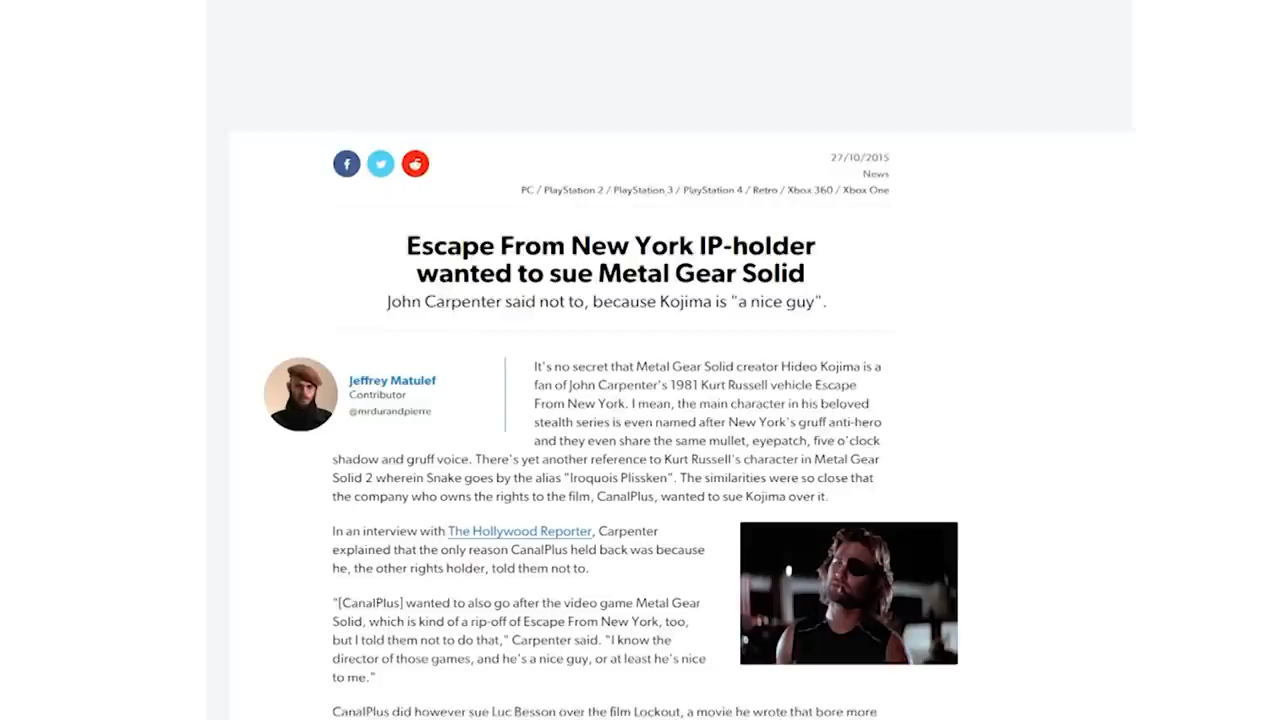 27/10/2015
News
PC / PlayStation 2 / PlayStation 3 / PlayStation 4 / Retro / Xbox 360 / Xbox One
Escape From New York IP-holder
wanted to sue Metal Gear Solid
John Carpenter said not to, because Kojima is "a nice guy".
Jeffrey Matulef
Contributor
@mrdurandpierre
It's no secret that Metal Gear Solid creator Hideo Kojima is a
fan of John Carpenter's 1981 Kurt Russell vehicle Escape
From New York. I mean, the main character in his beloved
stealth series is even named after New York's gruff anti-hero
and they even share the same mullet, eyepatch, five o'clock
shadow and gruff voice. There's yet another reference to Kurt Russell's character in Metal Gear
Solid 2 wherein Snake goes by the alias "Iroquois Plissken". The similarities were so close that
the company who owns the rights to the film, CanalPlus, wanted to sue Kojima over it.
In an interview with The Hollywood Reporter, Carpenter
explained that the only reason CanalPlus held back was because
he, the other rights holder, told them not to.
"[CanalPlus] wanted to also go after the video game Metal Gear
Solid, which is kind of a rip-off of Escape From New York, too,
but I told them not to do that," Carpenter said. "I know the
director of those games, and he's a nice guy, or at least he's nice
to me."
CanalPlus did however sue Luc Besson over the film Lockout, a movie he wrote that bore more